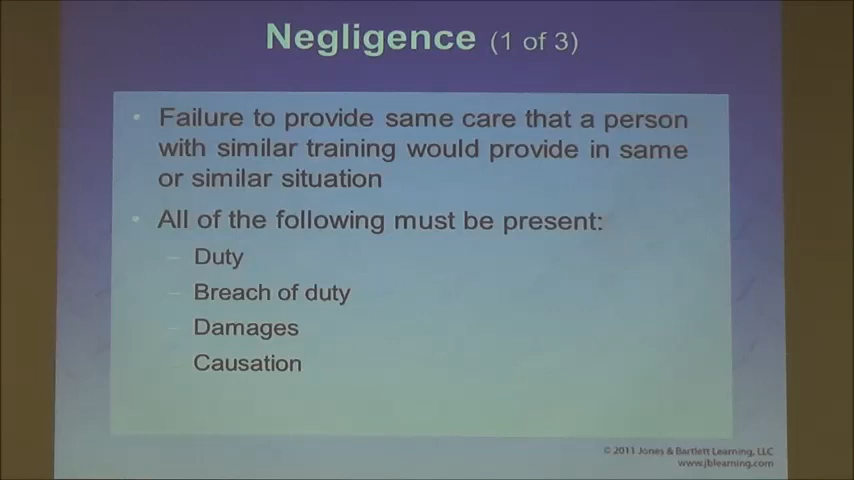 Negligence (1 of 3)
• Failure to provide same care that a person
with similar training would provide in same
or similar situation
• All of the following must be present:
– Duty
– Breach of duty
– Damages
– Causation
© 2011 Jones & Bartlett Learning, LLC
www.jblearning.com